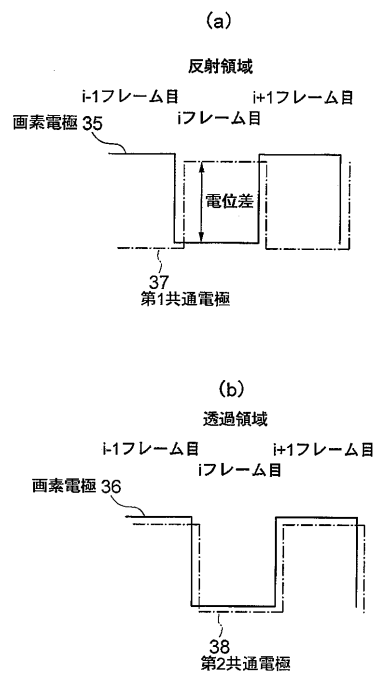 (a)
反射領域
i-1フレーム目
iフレーム目
i+1フレーム目
画素電極 35
電位差
37
第1共通電極
(b)
透過領域
i-1フレーム目
iフレーム目
i+1フレーム目
画素電極 36
38
第2共通電極